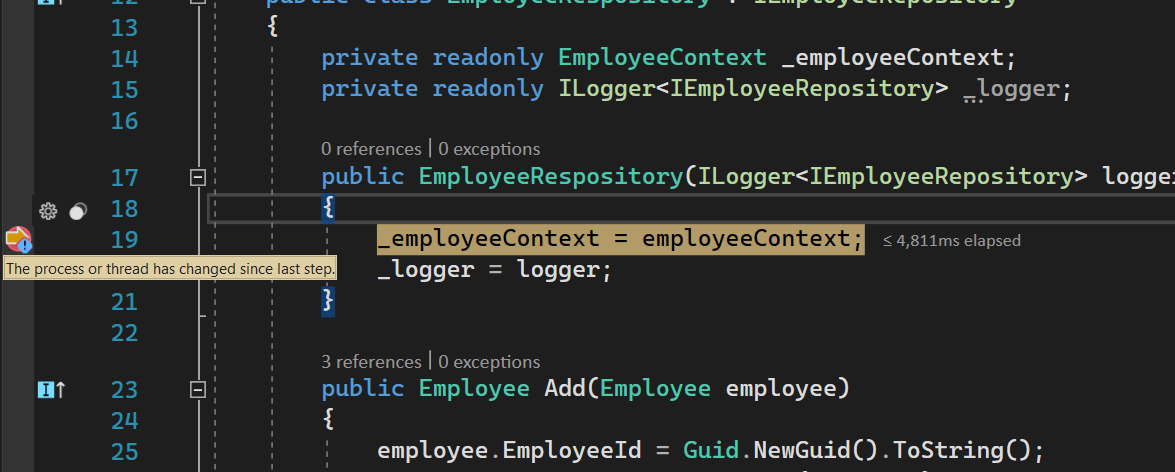 12 public class EmployeeRespository : IEmployeeRepository
13 {
14 private readonly EmployeeContext _employeeContext;
15 private readonly ILogger<IEmployeeRepository> _logger;
16
0 references | 0 exceptions
17 public EmployeeRespository(ILogger<IEmployeeRepository> logger
18 {
19 _employeeContext = employeeContext; ≤ 4,811ms elapsed
The process or thread has changed since last step. _logger = logger;
21 }
22
3 references | 0 exceptions
23 public Employee Add(Employee employee)
24 {
25 employee.EmployeeId = Guid.NewGuid().ToString();